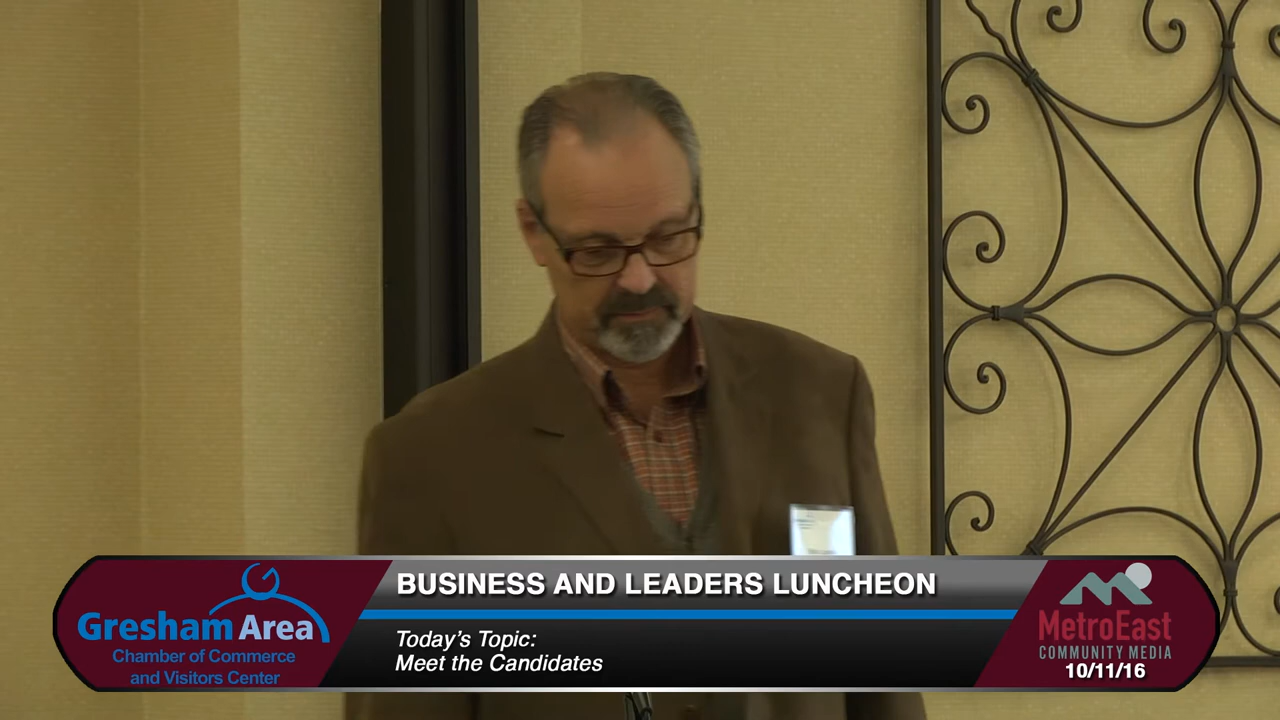 BUSINESS AND LEADERS LUNCHEON
Gresham Area
Chamber of Commerce
and Visitors Center
Today's Topic:
Meet the Candidates
MetroEast
COMMUNITY MEDIA
10/11/16